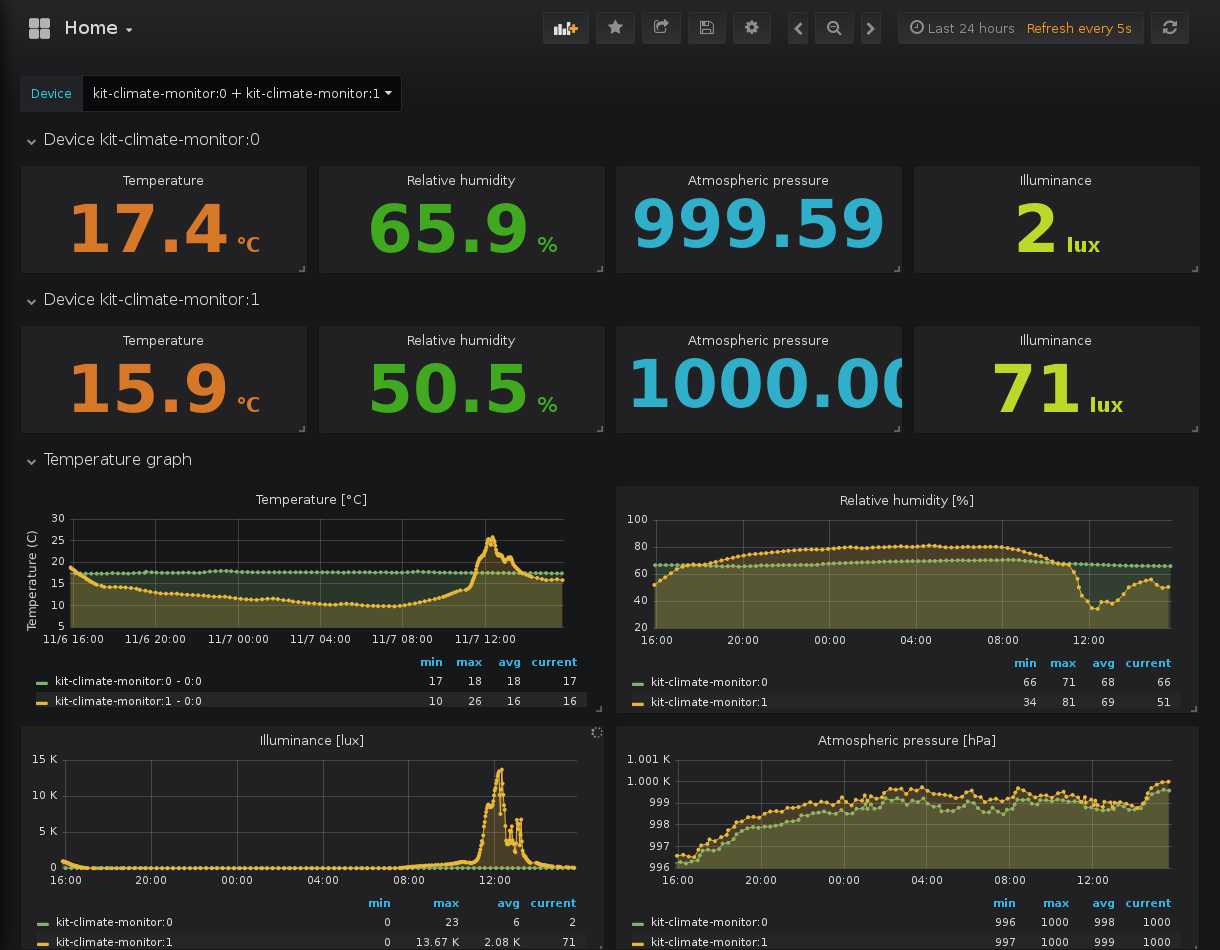 Home
Last 24 hours Refresh every 5s
Device kit-climate-monitor:0 + kit-climate-monitor:1
Device kit-climate-monitor:0
Temperature Relative humidity Atmospheric pressure Illuminance
17.4 °C 65.9 % 999.59 2 lux
Device kit-climate-monitor:1
Temperature Relative humidity Atmospheric pressure Illuminance
15.9 °C 50.5 % 1000.00 71 lux
Temperature graph
Temperature [°C]
Temperature (C)
30
25
20
15
10
5
11/6 16:00 11/6 20:00 11/7 00:00 11/7 04:00 11/7 08:00 11/7 12:00
min max avg current
kit-climate-monitor:0 - 0:0 17 18 18 17
kit-climate-monitor:1 - 0:0 10 26 16 16
Relative humidity [%]
100
80
60
40
20
16:00 20:00 00:00 04:00 08:00 12:00
min max avg current
kit-climate-monitor:0 66 71 68 66
kit-climate-monitor:1 34 81 69 51
Illuminance [lux]
15 K
10 K
5 K
0
16:00 20:00 00:00 04:00 08:00 12:00
min max avg current
kit-climate-monitor:0 0 23 6 2
kit-climate-monitor:1 0 13.67 K 2.08 K 71
Atmospheric pressure [hPa]
1.001 K
1.000 K
999
998
997
996
16:00 20:00 00:00 04:00 08:00 12:00
min max avg current
kit-climate-monitor:0 996 1000 998 1000
kit-climate-monitor:1 997 1000 999 1000